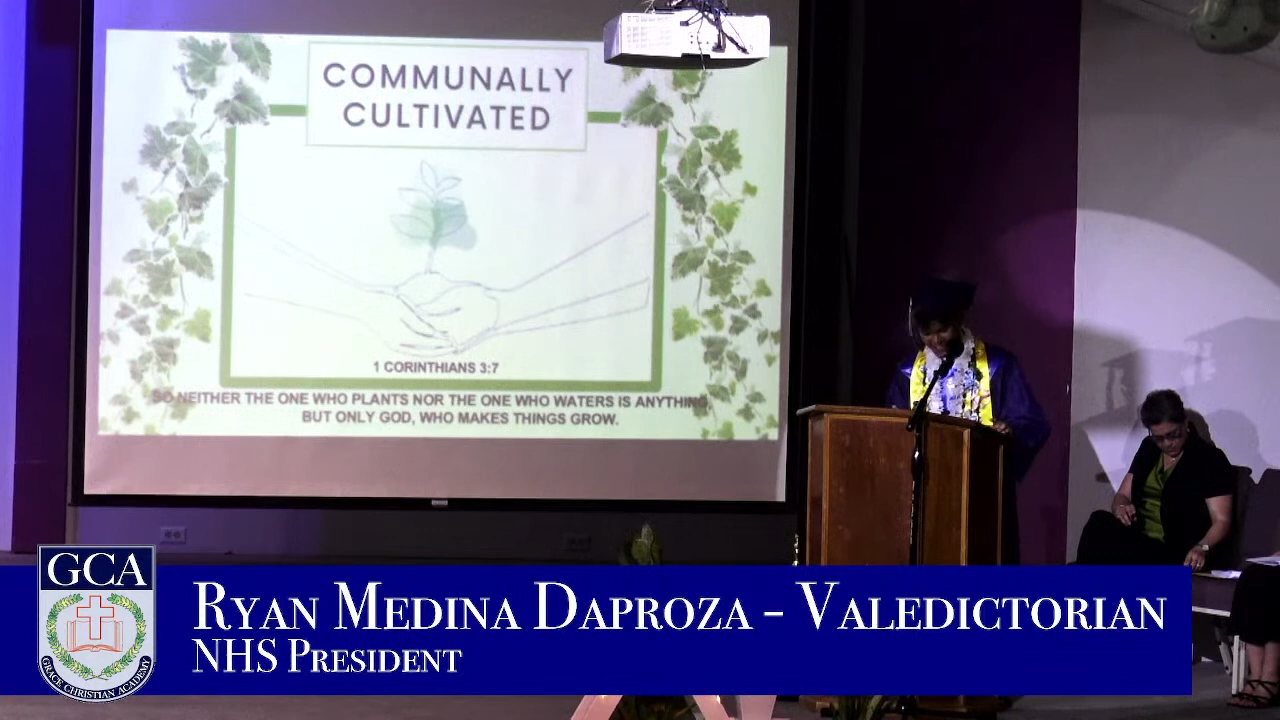 COMMUNALLY
CULTIVATED
1 CORINTHIANS 3:7
SO NEITHER THE ONE WHO PLANTS NOR THE ONE WHO WATERS IS ANYTHING,
BUT ONLY GOD, WHO MAKES THINGS GROW.
GCA
GRACE CHRISTIAN ACADEMY
RYAN MEDINA DAPROZA - VALEDICTORIAN
NHS PRESIDENT